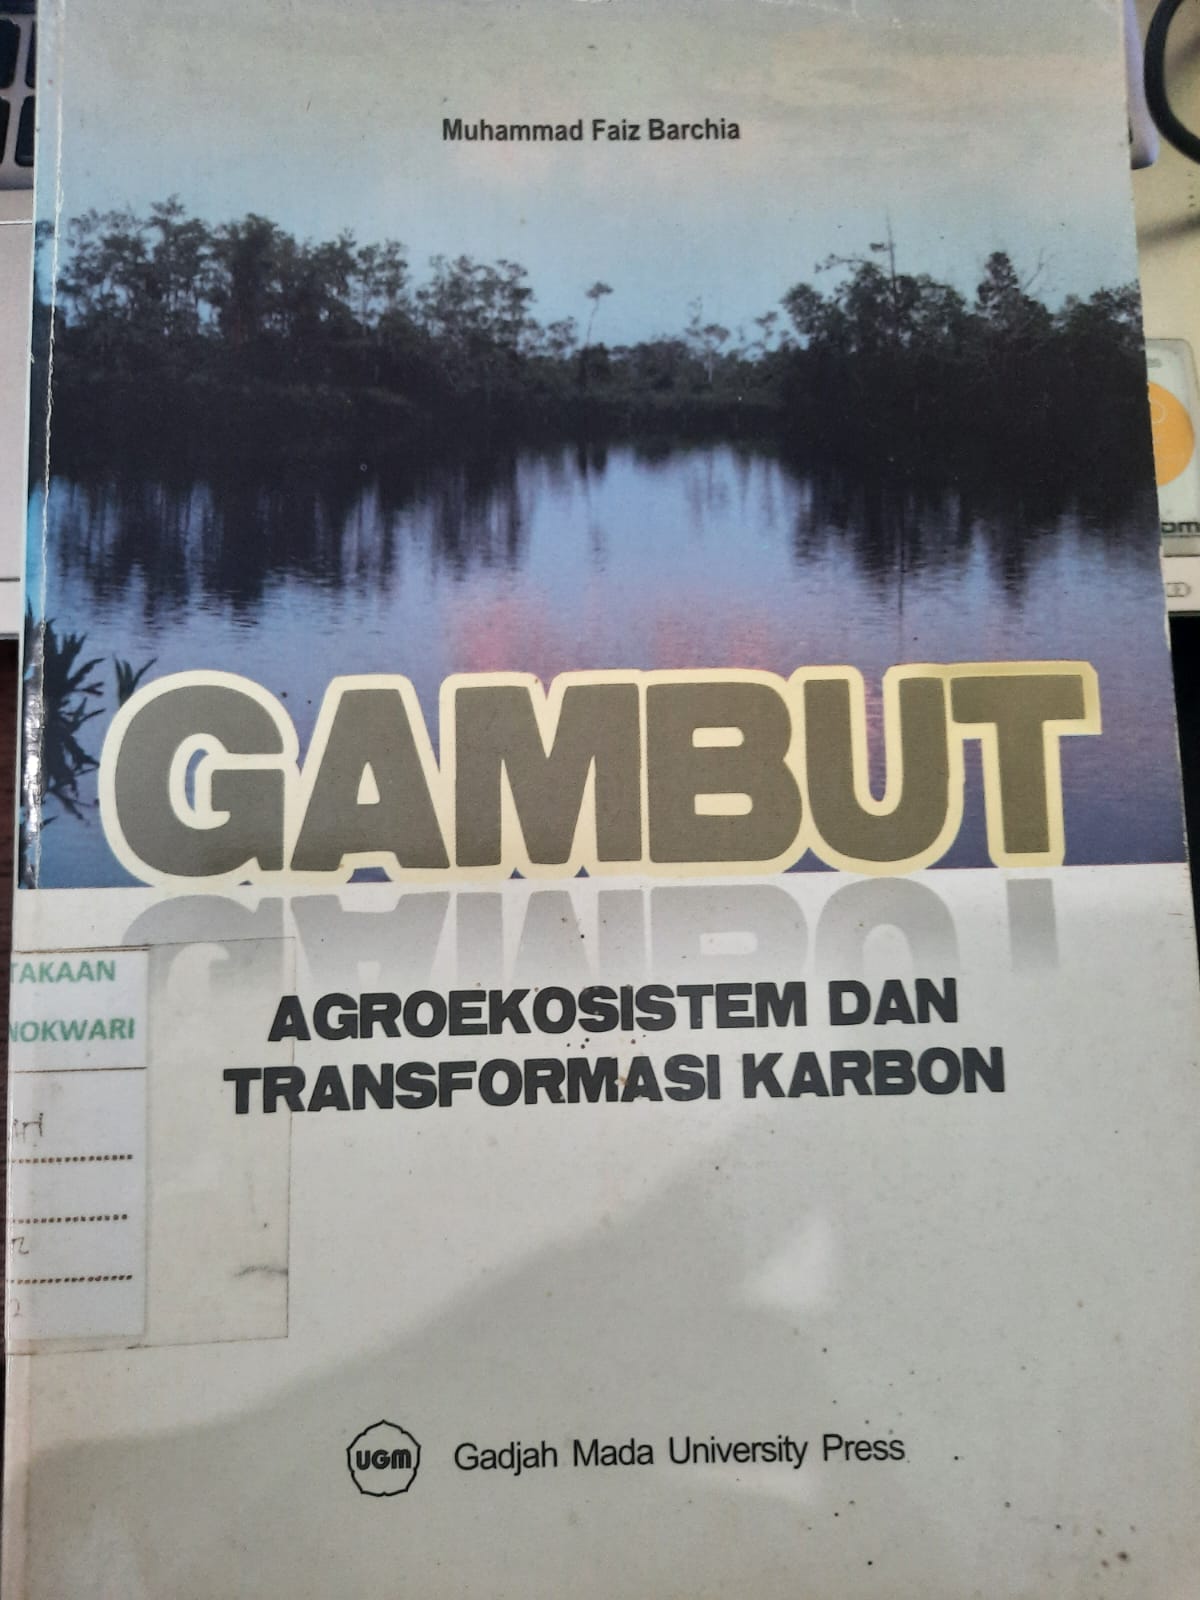 Muhammad Faiz Barchia
GAMBUT
TAKAAN
NOKWARI
AGROEKOSISTEM DAN
TRANSFORMASI KARBON
UGM
Gadjah Mada University Press